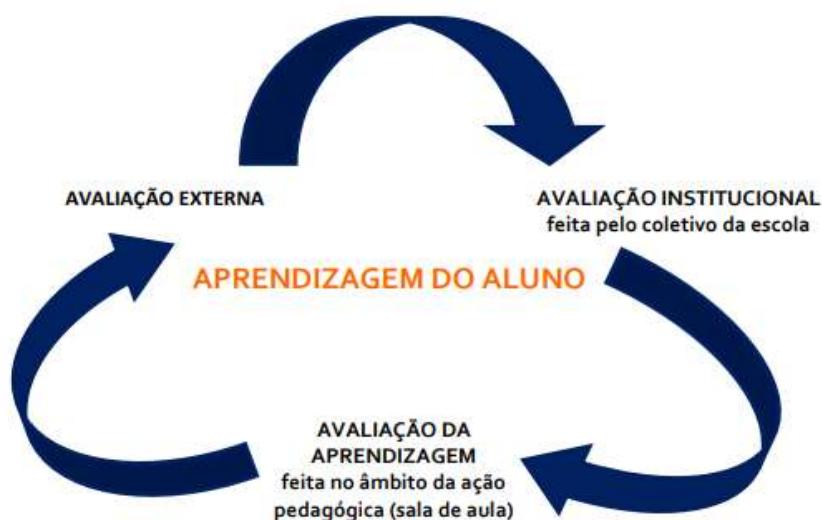 AVALIAÇÃO EXTERNA
AVALIAÇÃO INSTITUCIONAL
feita pelo coletivo da escola
APRENDIZAGEM DO ALUNO
AVALIAÇÃO DA
APRENDIZAGEM
feita no âmbito da ação
pedagógica (sala de aula)